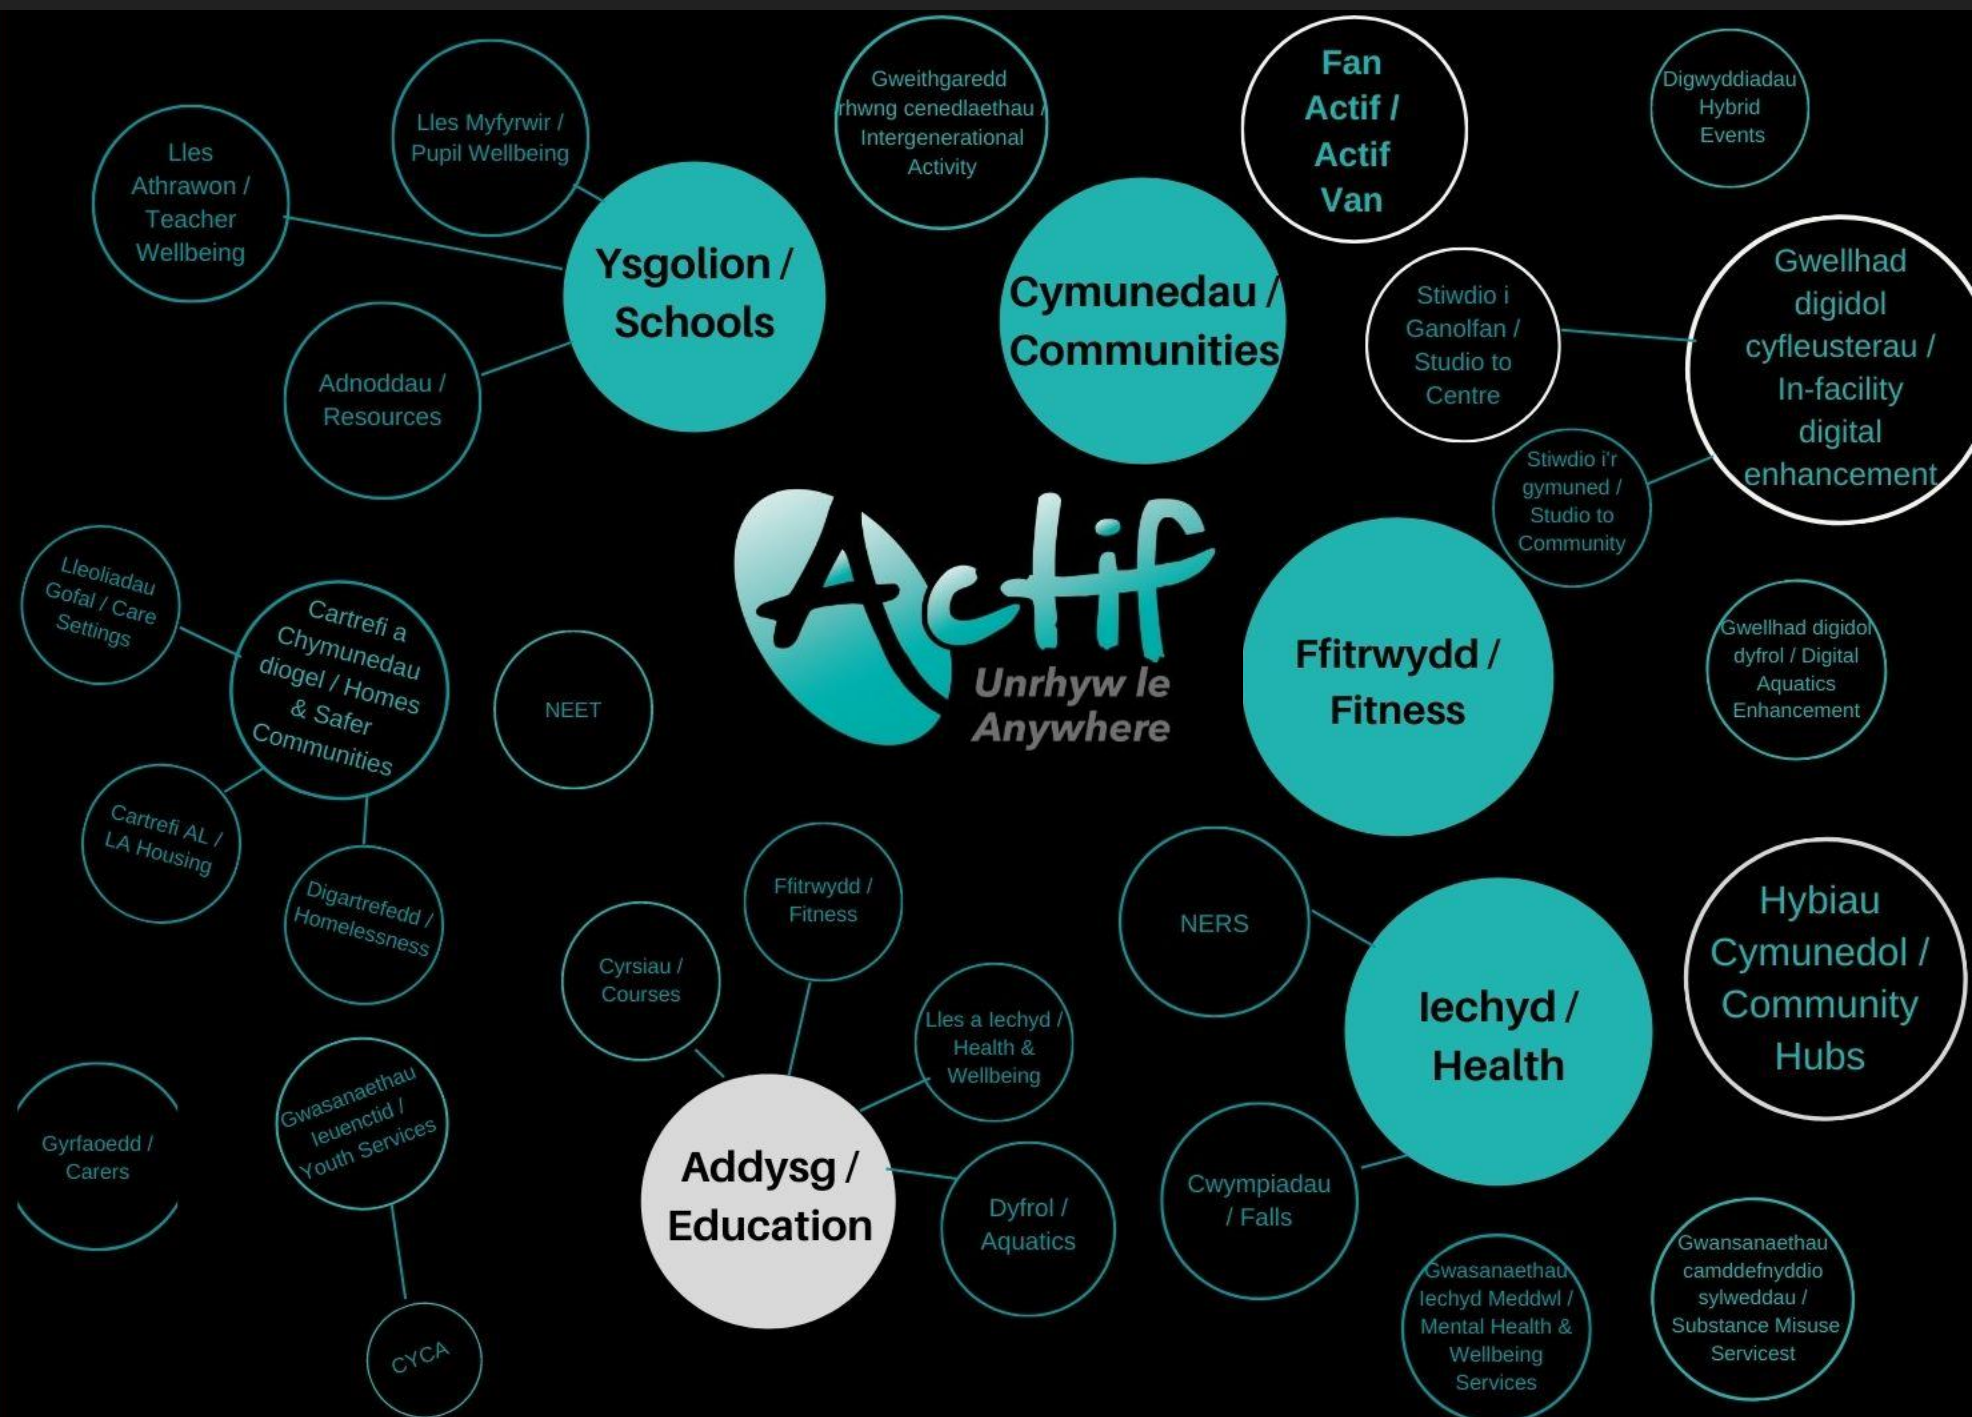 Lles
Athrawon /
Teacher
Wellbeing
Lles Myfyrwir /
Pupil Wellbeing
Adnoddau /
Resources
Ysgolion /
Schools
Gweithgaredd
rhwng cenedlaethau /
Intergenerational
Activity
Cymunedau /
Communities
Fan
Actif /
Actif
Van
Digwyddiadau
Hybrid
Events
Stiwdio i
Ganolfan /
Studio to
Centre
Gwellhad
digidol
cyfleusterau /
In-facility
digital
enhancement
Stiwdio i'r
gymuned /
Studio to
Community
Actif
Unrhyw le
Anywhere
Ffitrwydd /
Fitness
Gwellhad digidol
dyfrol / Digital
Aquatics
Enhancement
Lleoliadau
Gofal / Care
Settings
Cartrefi a
Chymunedau
diogel / Homes
& Safer
Communities
NEET
Cartrefi AL /
LA Housing
Digartrefedd /
Homelessness
Ffitrwydd /
Fitness
Cyrsiau /
Courses
Lles a Iechyd /
Health &
Wellbeing
Addysg /
Education
Dyfrol /
Aquatics
NERS
Iechyd /
Health
Cwympiadau
/ Falls
Hybiau
Cymunedol /
Community
Hubs
Gyrfaoedd /
Carers
Gwasanaethau
Ieuenctid /
Youth Services
CYCA
Gwasanaethau
Iechyd Meddwl /
Mental Health &
Wellbeing
Services
Gwansanaethau
camddefnyddio
sylweddau /
Substance Misuse
Servicest